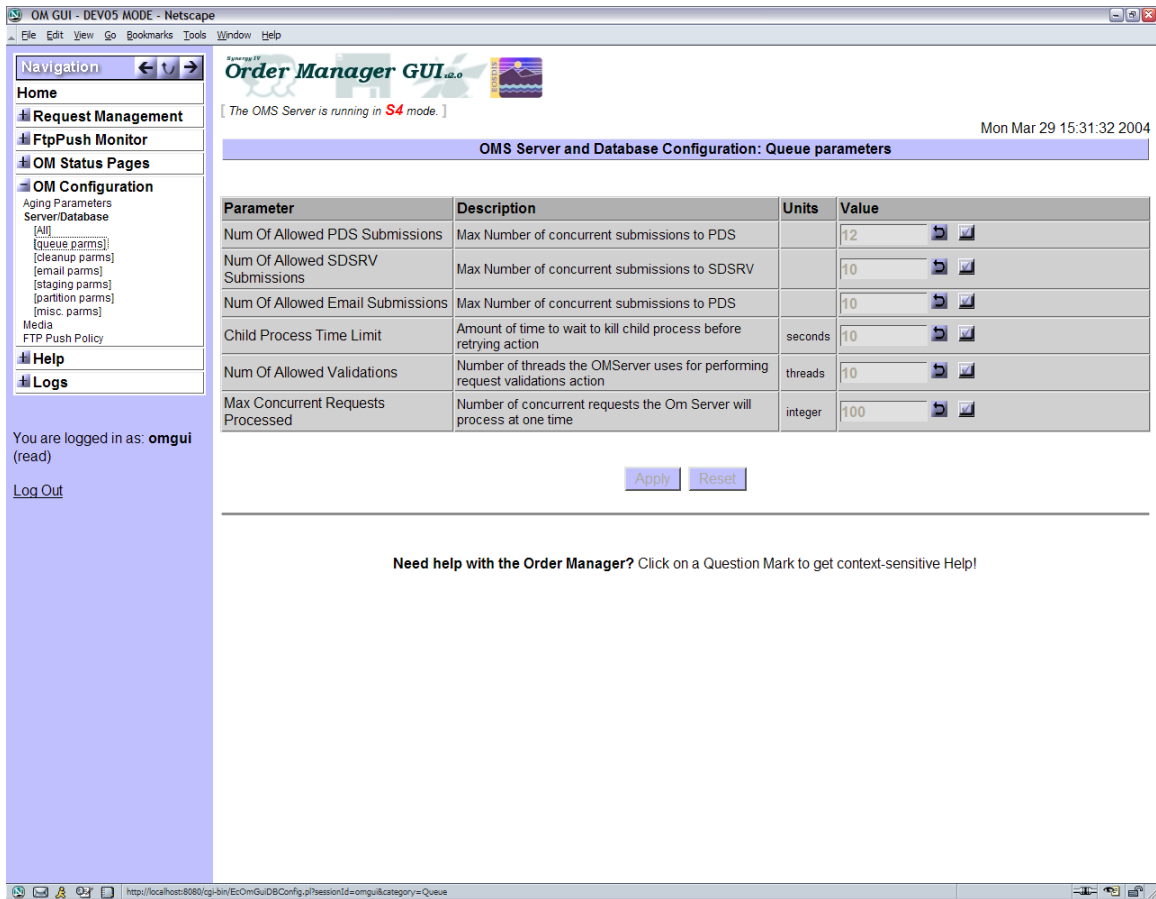 OM GUI - DEV05 MODE - Netscape
File Edit View Go Bookmarks Tools Window Help
Navigation
Home
Request Management
FtpPush Monitor
OM Status Pages
OM Configuration
Aging Parameters
Server/Database
[All]
[queue parms]
[cleanup parms]
[email parms]
[staging parms]
[partition parms]
[misc. parms]
Media
FTP Push Policy
Help
Logs
You are logged in as: omgui
(read)
Log Out
Synergy IV
Order Manager GUI v2.0
EOSDIS
[ The OMS Server is running in S4 mode. ]
Mon Mar 29 15:31:32 2004
OMS Server and Database Configuration: Queue parameters
Parameter Description Units Value
Num Of Allowed PDS Submissions Max Number of concurrent submissions to PDS 12
Num Of Allowed SDSRV
Submissions Max Number of concurrent submissions to SDSRV 10
Num Of Allowed Email Submissions Max Number of concurrent submissions to PDS 10
Child Process Time Limit Amount of time to wait to kill child process before
retrying action seconds 10
Num Of Allowed Validations Number of threads the OMServer uses for performing
request validations action threads 10
Max Concurrent Requests
Processed Number of concurrent requests the Om Server will
process at one time integer 100
Apply Reset
Need help with the Order Manager? Click on a Question Mark to get context-sensitive Help!
http://localhost:8080/cgi-bin/EcOmGuiDBConfig.pl?sessionId=omgui&category=Queue